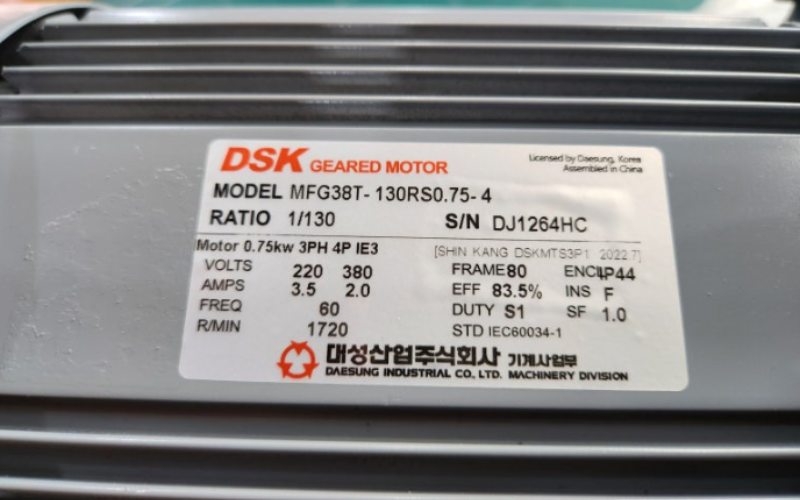 DSK GEARED MOTOR
Licensed by Daesung, Korea
Assembled in China
MODEL MFG38T-130RS0.75-4
RATIO 1/130 S/N DJ1264HC
Motor 0.75kw 3PH 4P IE3 [SHIN KANG DSKMTS3P1 2022.7]
VOLTS 220 380 FRAME 80 ENCL IP44
AMPS 3.5 2.0 EFF 83.5% INS F
FREQ 60 DUTY S1 SF 1.0
R/MIN 1720 STD IEC60034-1
대성산업주식회사 기계사업부
DAESUNG INDUSTRIAL CO., LTD. MACHINERY DIVISION